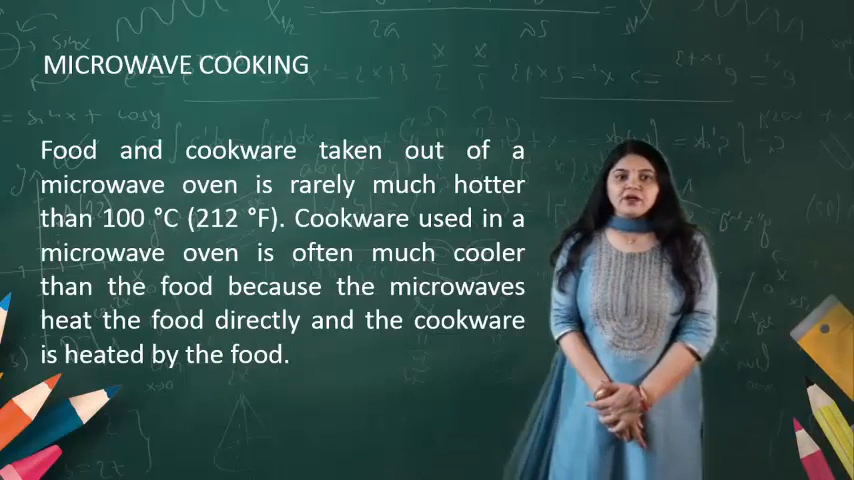 MICROWAVE COOKING
Food and cookware taken out of a
microwave oven is rarely much hotter
than 100 °C (212 °F). Cookware used in a
microwave oven is often much cooler
than the food because the microwaves
heat the food directly and the cookware
is heated by the food.